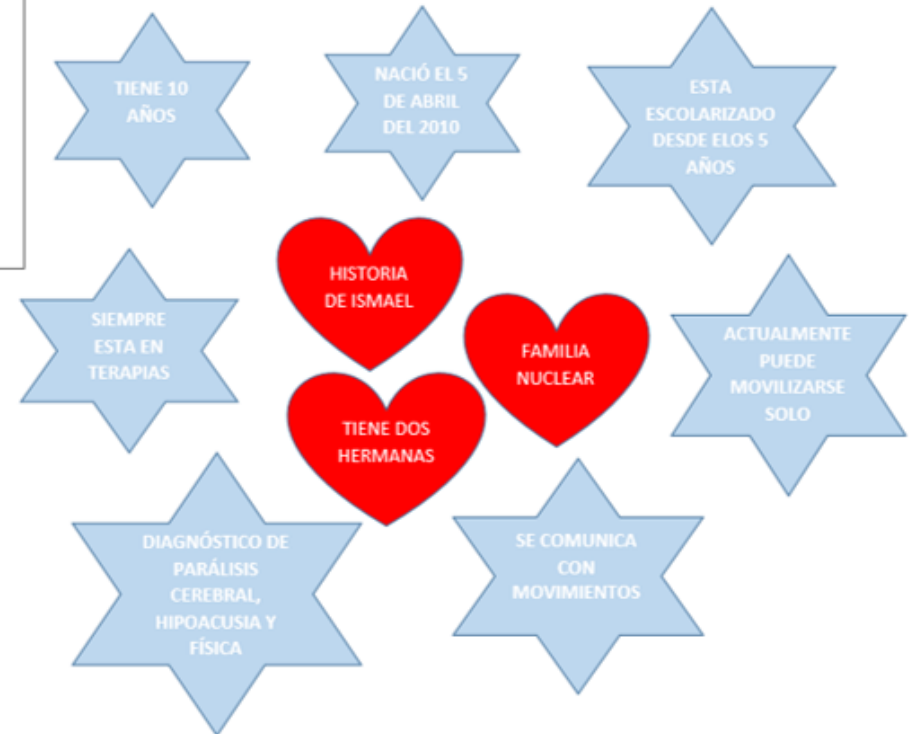 TIENE 10
AÑOS
NACIÓ EL 5
DE ABRIL
DEL 2010
ESTA
ESCOLARIZADO
DESDE ELOS 5
AÑOS
HISTORIA
DE ISMAEL
SIEMPRE
ESTA EN
TERAPIAS
FAMILIA
NUCLEAR
ACTUALMENTE
PUEDE
MOVILIZARSE
SOLO
TIENE DOS
HERMANAS
DIAGNÓSTICO DE
PARÁLISIS
CEREBRAL,
HIPOACUSIA Y
FÍSICA
SE COMUNICA
CON
MOVIMIENTOS